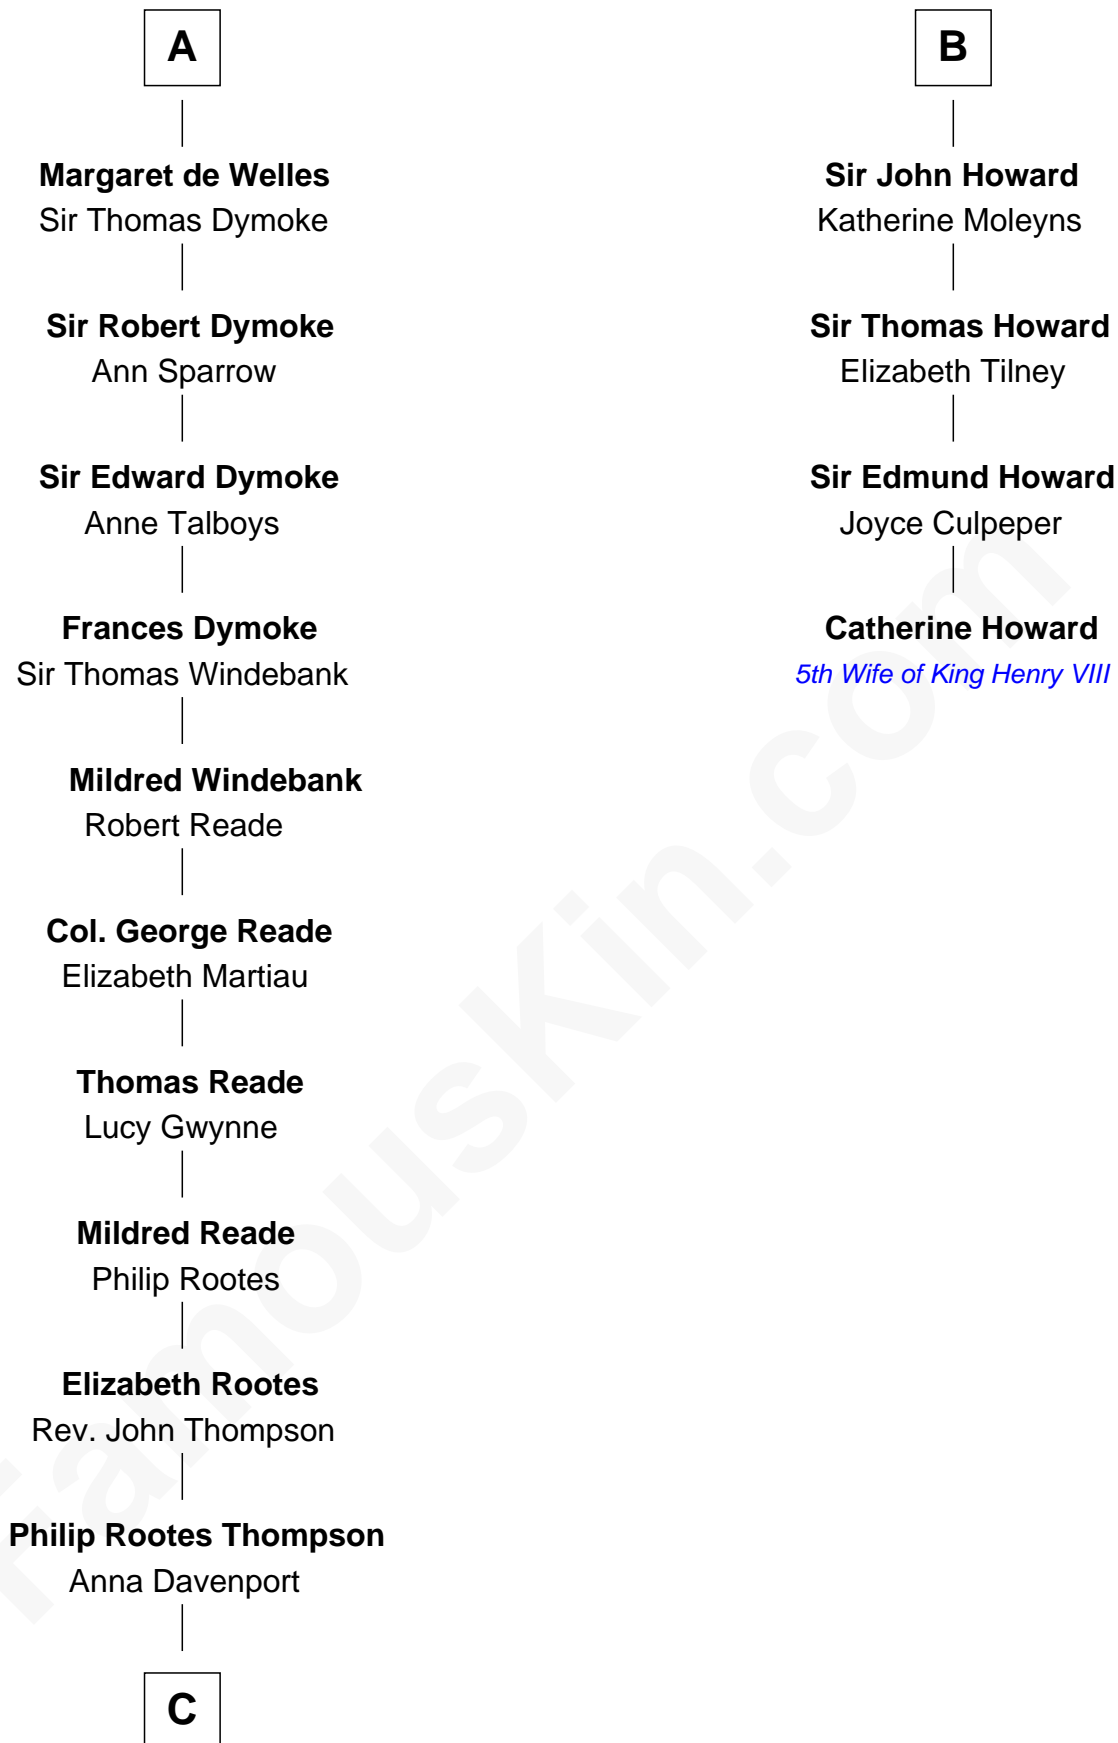 A
Margaret de Welles
Sir Thomas Dymoke
Sir Robert Dymoke
Ann Sparrow
Sir Edward Dymoke
Anne Talboys
Frances Dymoke
Sir Thomas Windebank
Mildred Windebank
Robert Reade
Col. George Reade
Elizabeth Martiau
Thomas Reade
Lucy Gwynne
Mildred Reade
Philip Rootes
Elizabeth Rootes
Rev. John Thompson
Philip Rootes Thompson
Anna Davenport
C
B
Sir John Howard
Katherine Moleyns
Sir Thomas Howard
Elizabeth Tilney
Sir Edmund Howard
Joyce Culpeper
Catherine Howard
5th Wife of King Henry VIII
FamousKin.com